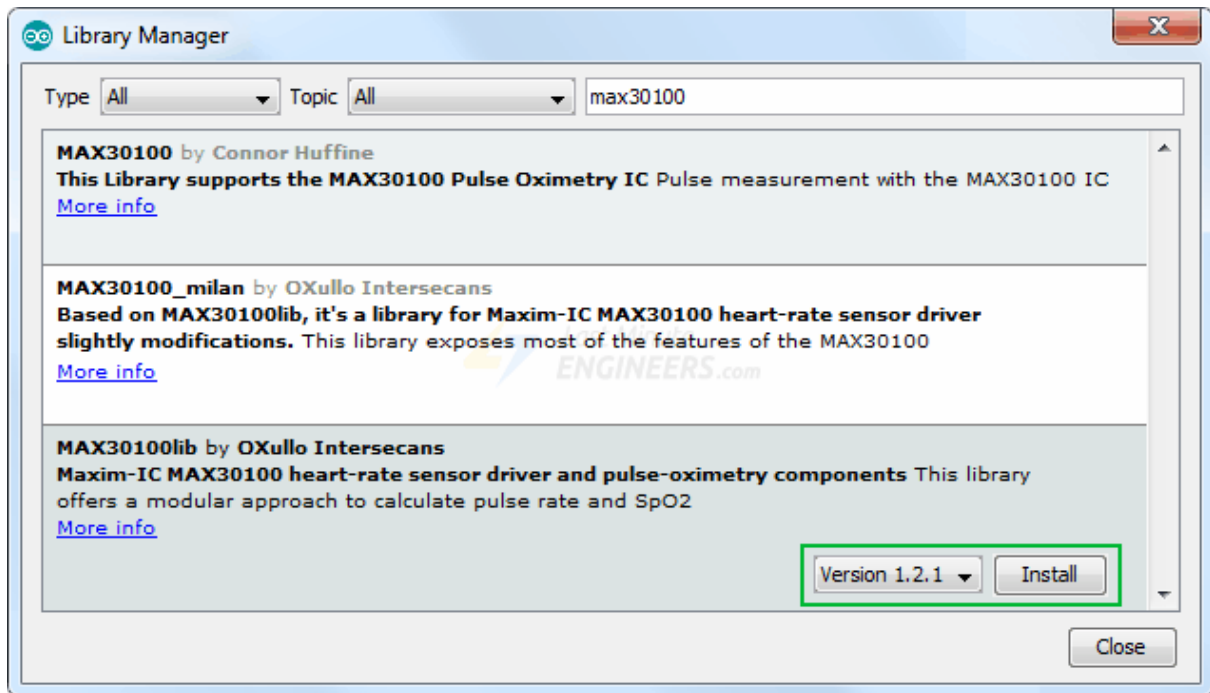 Library Manager
Type All Topic All max30100
MAX30100 by Connor Huffine
This Library supports the MAX30100 Pulse Oximetry IC Pulse measurement with the MAX30100 IC
More info
MAX30100_milan by OXullo Intersecans
Based on MAX30100lib, it's a library for Maxim-IC MAX30100 heart-rate sensor driver
slightly modifications. This library exposes most of the features of the MAX30100
Last Minute
ENGINEERS.com
More info
MAX30100lib by OXullo Intersecans
Maxim-IC MAX30100 heart-rate sensor driver and pulse-oximetry components This library
offers a modular approach to calculate pulse rate and SpO2
More info
Version 1.2.1 Install
Close